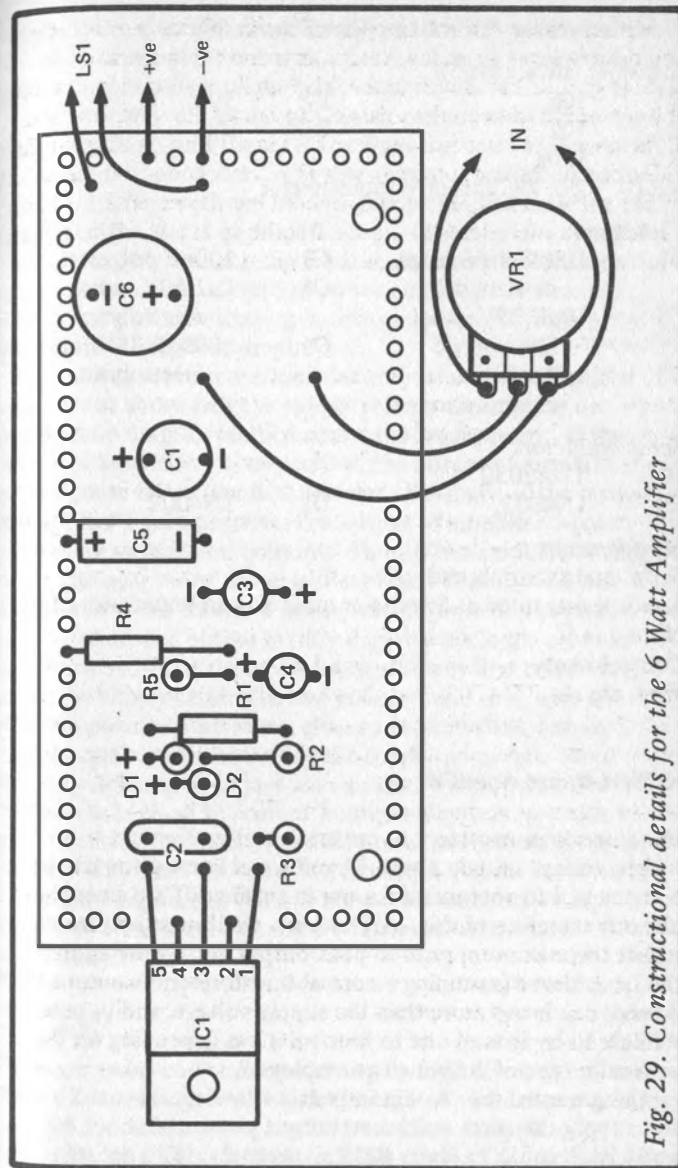 LS1
+ve
−ve
− C6 +
IN
VR1
+ C1 −
+ C5
− C3 +
R4
R5
R1
+ C4 −
D1 +
+ D2
R2
C2
R3
5
4
3
2
1
IC1
Fig. 29 Cnstructional details for the 6 Watt Amplifier